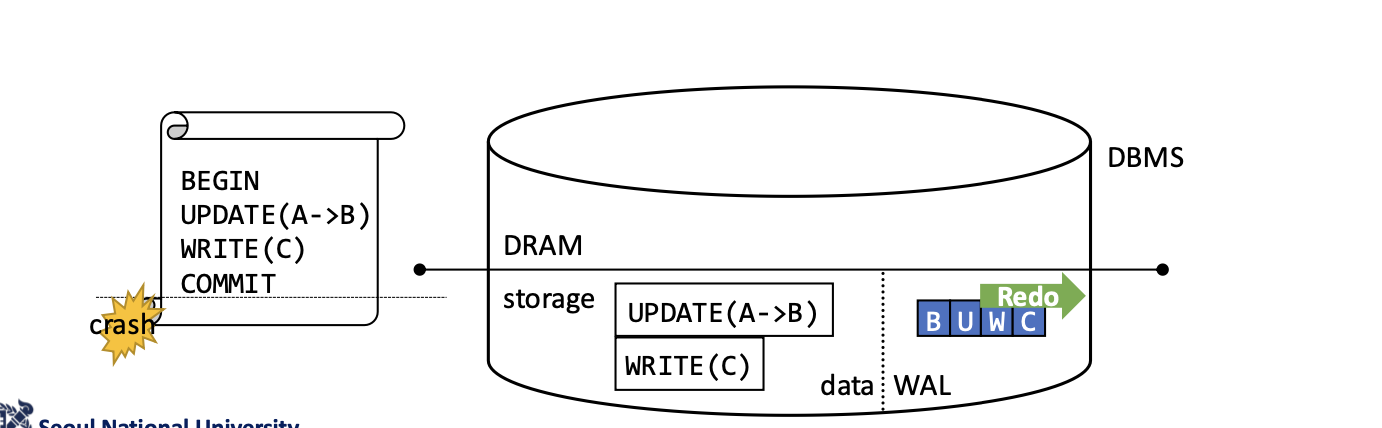 BEGIN
UPDATE(A->B)
WRITE(C)
COMMIT
crash
DBMS
DRAM
storage
UPDATE(A->B)
WRITE(C)
data
Redo
B U W C
WAL
Seoul National University